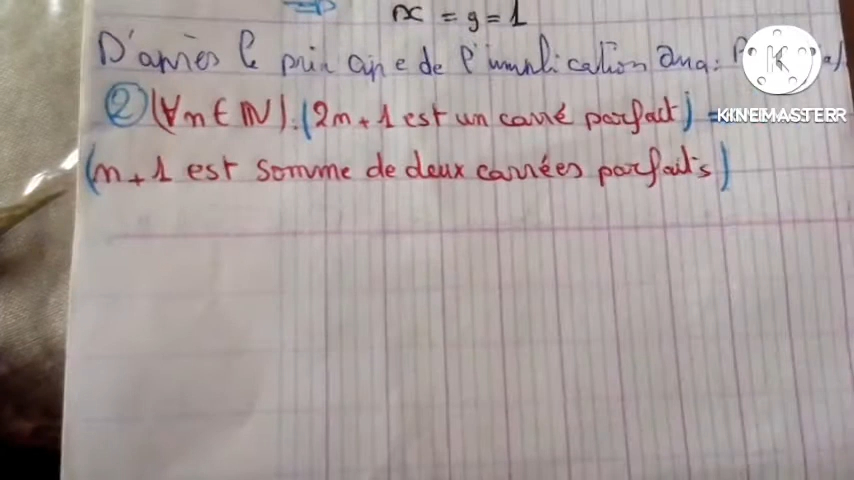 => x = y = 1
D'après le principe de l'implication on a: P
② (∀n ∈ ℕ). (2n + 1 est un carré parfait) =
(n + 1 est somme de deux carrées parfaits)
K
KINEMASTER